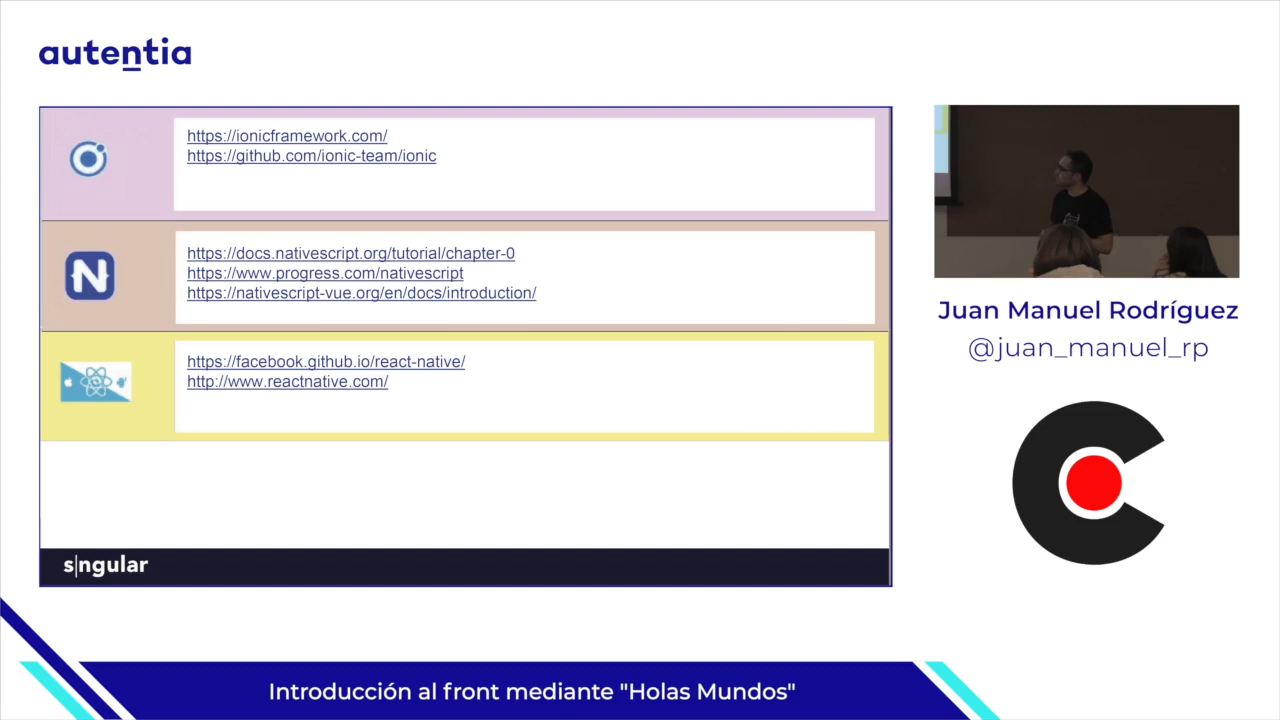 autentia
https://ionicframework.com/
https://github.com/ionic-team/ionic
https://docs.nativescript.org/tutorial/chapter-0
https://www.progress.com/nativescript
https://nativescript-vue.org/en/docs/introduction/
https://facebook.github.io/react-native/
http://www.reactnative.com/
s|ngular
Juan Manuel Rodríguez
@juan_manuel_rp
Introducción al front mediante "Holas Mundos"